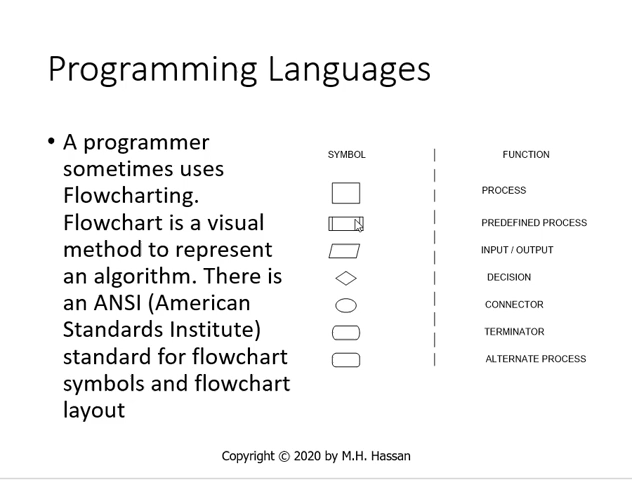 Programming Languages
• A programmer
sometimes uses
Flowcharting.
Flowchart is a visual
method to represent
an algorithm. There is
an ANSI (American
Standards Institute)
standard for flowchart
symbols and flowchart
layout
SYMBOL FUNCTION
PROCESS
PREDEFINED PROCESS
INPUT / OUTPUT
DECISION
CONNECTOR
TERMINATOR
ALTERNATE PROCESS
Copyright © 2020 by M.H. Hassan